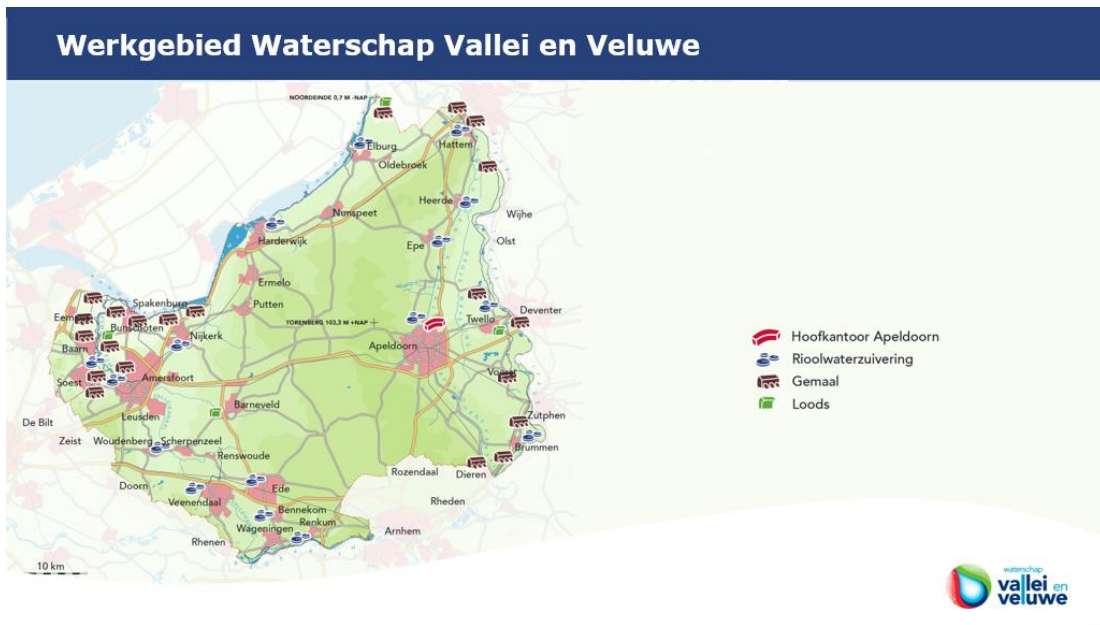 Werkgebied Waterschap Vallei en Veluwe
NOORDEINDE 0,7 M -NAP
Elburg
Hattem
Oldebroek
Heerde
Nunspeet
Wijhe
Harderwijk
Epe
Olst
Ermelo
Spakenburg
Putten
Deventer
Bunschoten
TORENBERG 103,3 M +NAP
Twello
Nijkerk
Hoofkantoor Apeldoorn
Baarn
Apeldoorn
Rioolwaterzuivering
Soest
Amersfoort
Gemaal
Barneveld
Loods
Leusden
Zutphen
De Bilt
Zeist
Woudenberg
Scherpenzeel
Brummen
Renswoude
Rozendaal
Dieren
Doorn
Ede
Veenendaal
Rheden
Bennekom
Wageningen
Renkum
Arnhem
Rhenen
10 km
waterschap
vallei en
veluwe